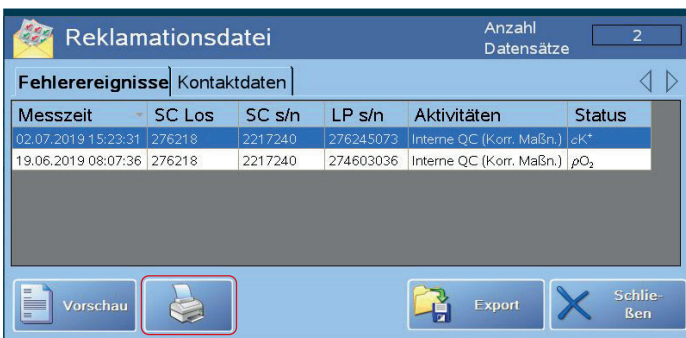 Reklamationsdatei
Anzahl
Datensätze
2
Fehlerereignisse Kontaktdaten
Messzeit SC Los SC s/n LP s/n Aktivitäten Status
02.07.2019 15:23:31 276218 2217240 276245073 Interne QC (Korr. Maßn.) cK⁺
19.06.2019 08:07:36 276218 2217240 274603036 Interne QC (Korr. Maßn.) pO₂
Vorschau
Export
Schlie-
ßen